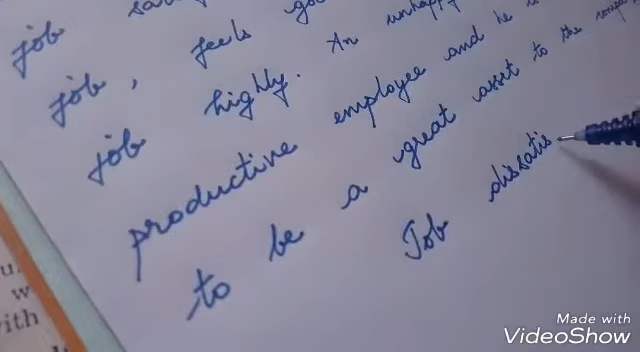 job
job, feels
job highly. An
productive employee and he
to be a great asset to the
Job dissatis
u.
w
ith
Made with
VideoShow